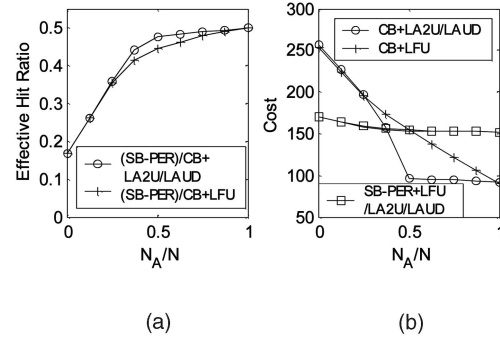 0.5
0.4
0.3
0.2
0.1
0
Effective Hit Ratio
(SB-PER)/CB+
LA2U/LAUD
(SB-PER)/CB+LFU
0 0.5 1
N_A/N
(a)
300
250
200
150
100
50
Cost
CB+LA2U/LAUD
CB+LFU
SB-PER+LFU
/LA2U/LAUD
0 0.5 1
N_A/N
(b)